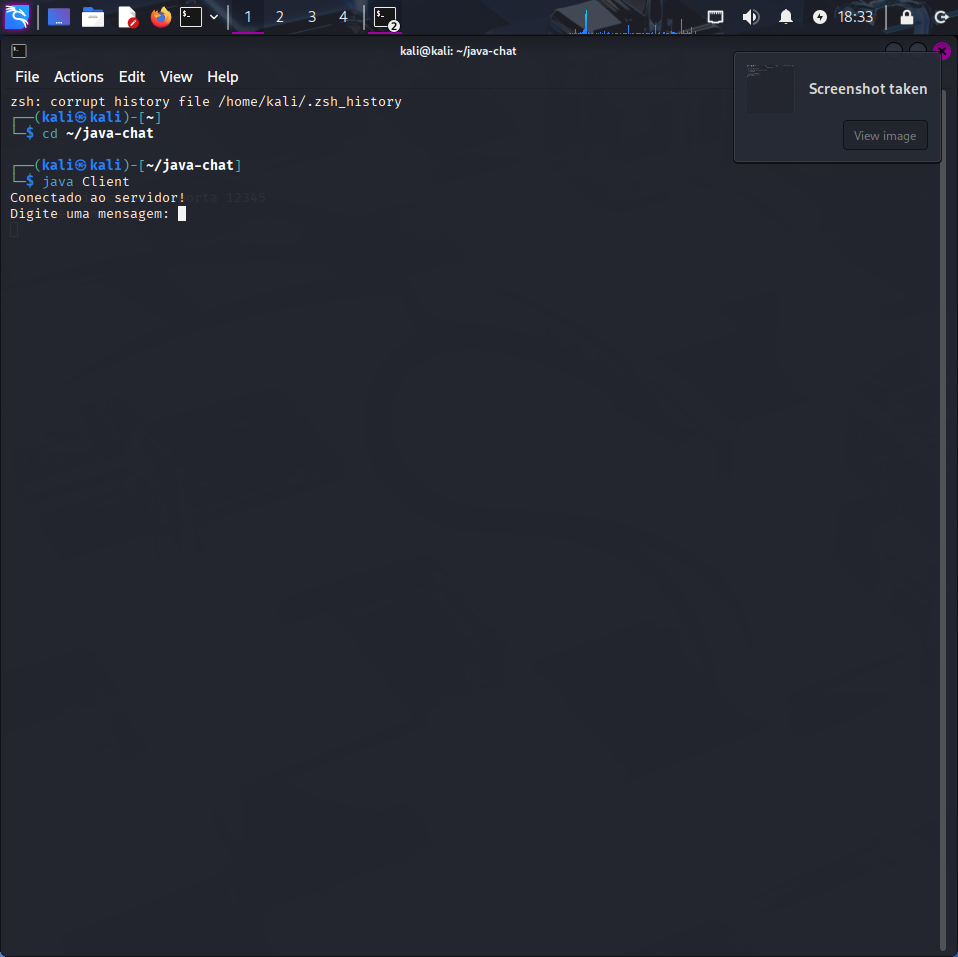 1 2 3 4 2 18:33
kali@kali: ~/java-chat
File Actions Edit View Help
Screenshot taken
View image
zsh: corrupt history file /home/kali/.zsh_history
┌──(kali㉿kali)-[~]
└─$ cd ~/java-chat
┌──(kali㉿kali)-[~/java-chat]
└─$ java Client
Conectado ao servidor!
Digite uma mensagem: